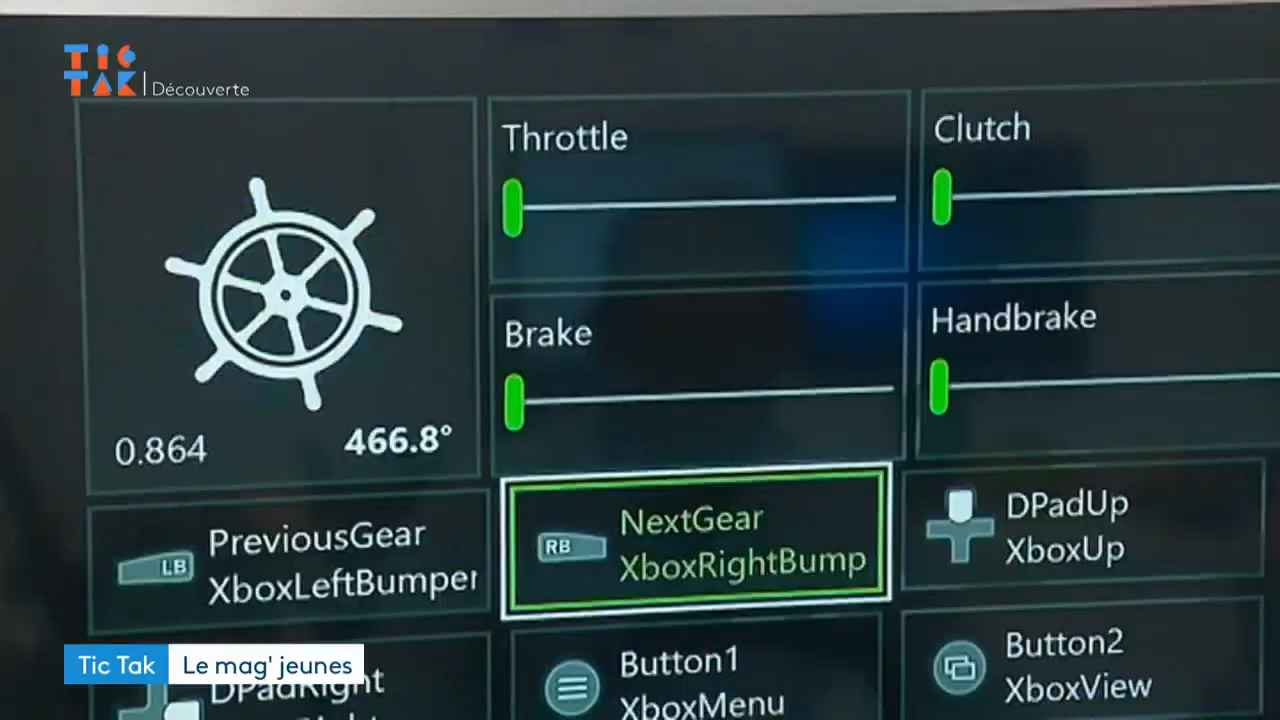 TIC
TAK
Découverte
Throttle
Clutch
Brake
Handbrake
0.864
466.8°
LB
PreviousGear
XboxLeftBumper
RB
NextGear
XboxRightBump
DPadUp
XboxUp
Tic Tak
Le mag' jeunes
DPadRight
Button1
XboxMenu
Button2
XboxView